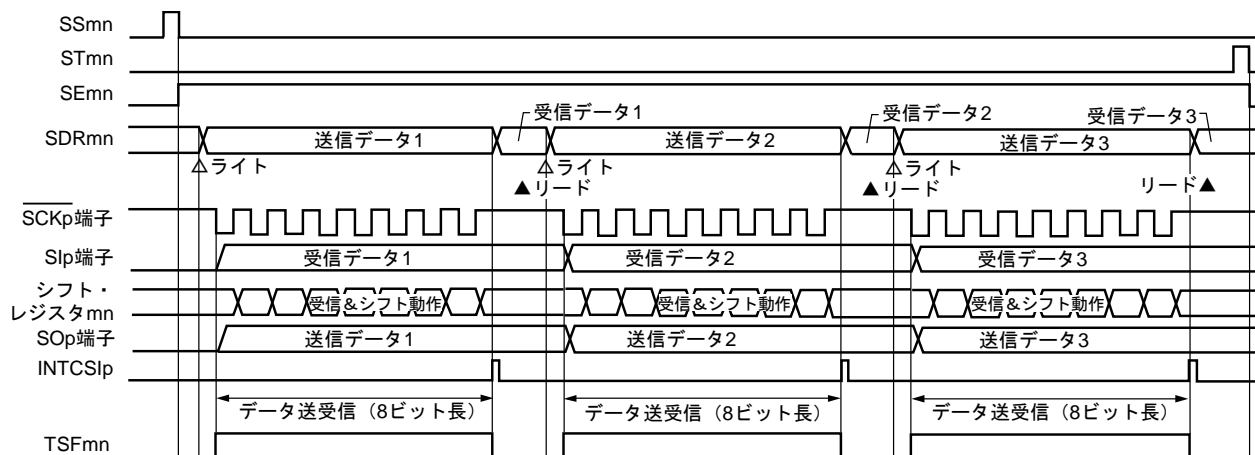 SSmn
STmn
SEmn
受信データ1 受信データ2 受信データ3
SDRmn 送信データ1 送信データ2 送信データ3
△ライト △ライト △ライト
▲リード ▲リード リード▲
SCKp端子
SIp端子 受信データ1 受信データ2 受信データ3
シフト・
レジスタmn 受信&シフト動作 受信&シフト動作 受信&シフト動作
SOp端子 送信データ1 送信データ2 送信データ3
INTCSIp
データ送受信（8ビット長） データ送受信（8ビット長） データ送受信（8ビット長）
TSFmn